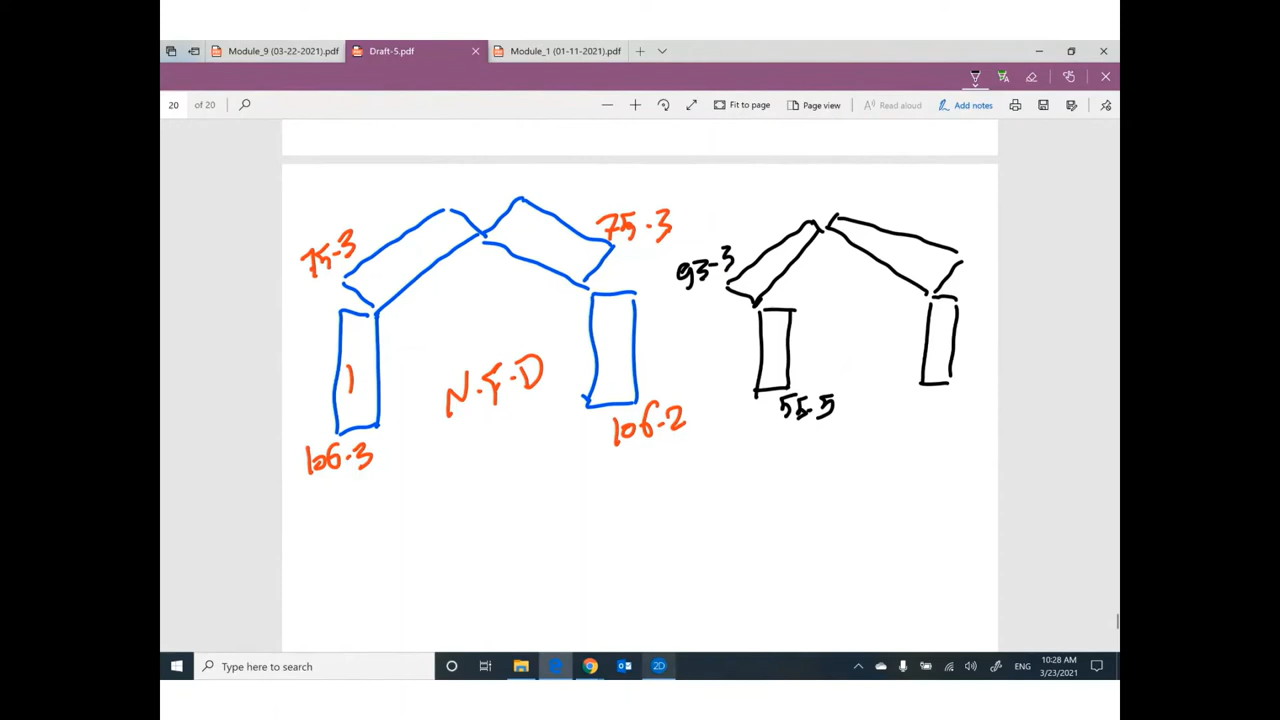 Module_9 (03-22-2021).pdf
Draft-5.pdf
Module_1 (01-11-2021).pdf
20 of 20
Fit to page
Page view
Read aloud
Add notes
75-3
75-3
93-3
1
N.F.D
106-3
106-2
55.5
Type here to search
ENG
10:28 AM
3/23/2021